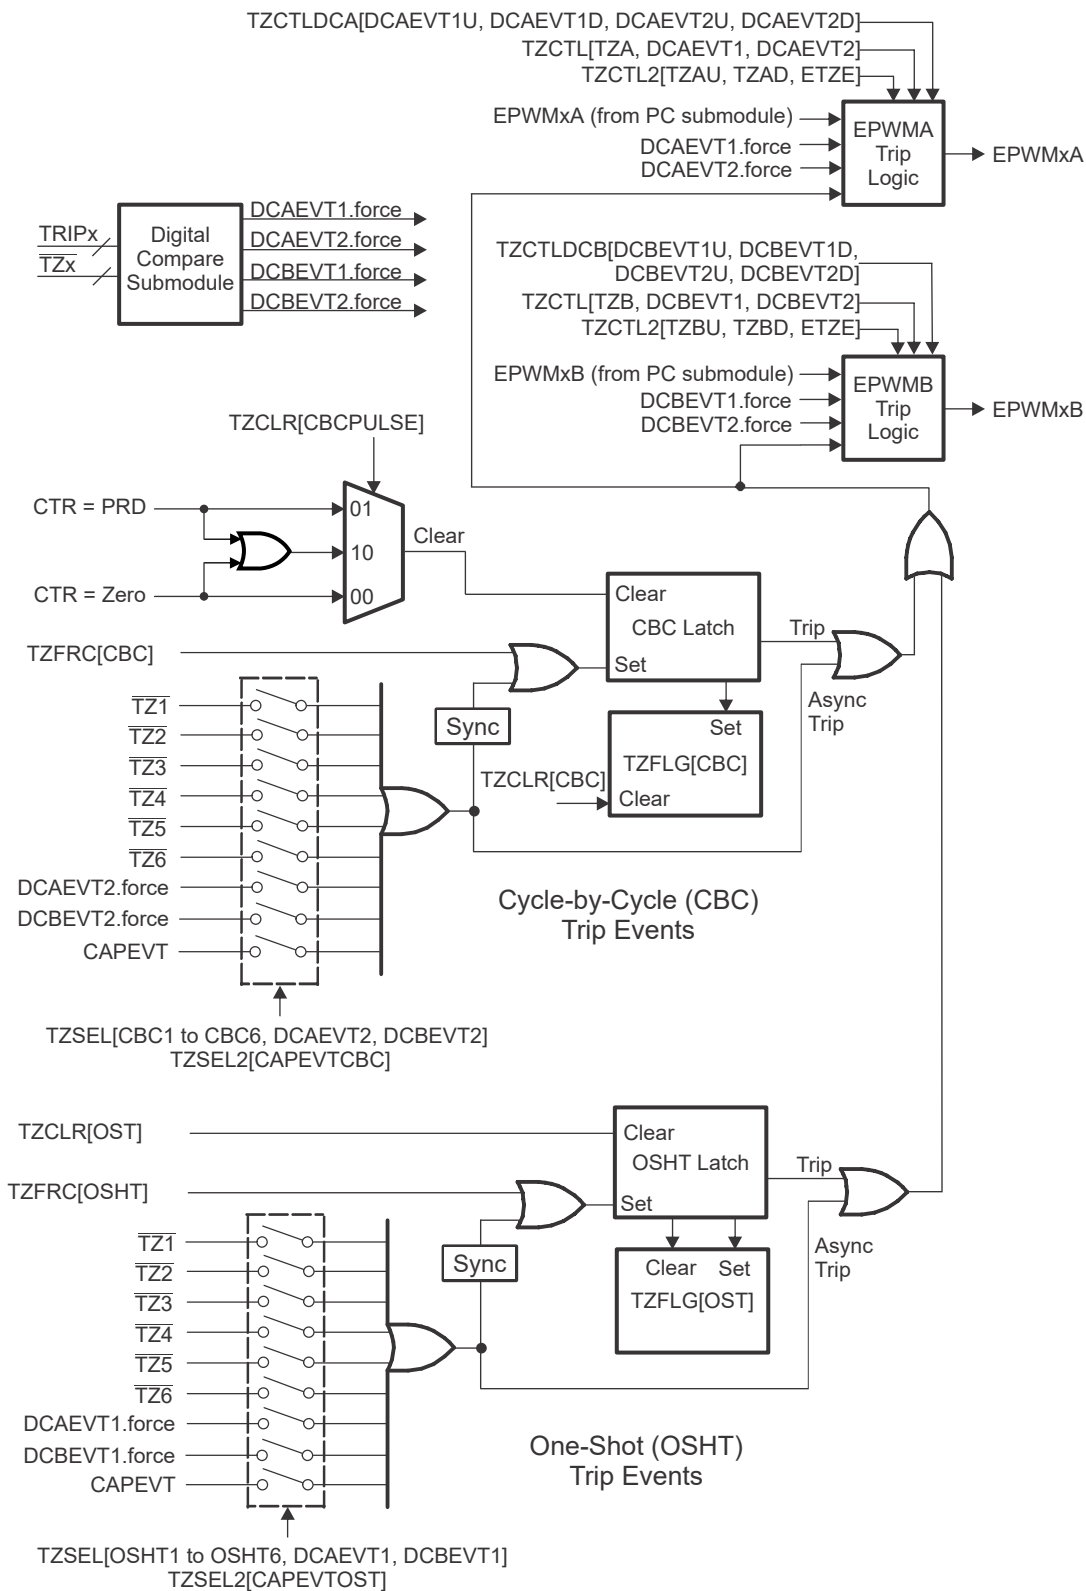 TZCTLDCA[DCAEVT1U, DCAEVT1D, DCAEVT2U, DCAEVT2D]
TZCTL[TZA, DCAEVT1, DCAEVT2]
TZCTL2[TZAU, TZAD, ETZE]
EPWMxA (from PC submodule)
DCAEVT1.force
DCAEVT2.force
EPWMA
Trip
Logic
EPWMxA
TRIPx
TZx
Digital
Compare
Submodule
DCAEVT1.force
DCAEVT2.force
DCBEVT1.force
DCBEVT2.force
TZCTLDCB[DCBEVT1U, DCBEVT1D,
DCBEVT2U, DCBEVT2D]
TZCTL[TZB, DCBEVT1, DCBEVT2]
TZCTL2[TZBU, TZBD, ETZE]
EPWMxB (from PC submodule)
DCBEVT1.force
DCBEVT2.force
EPWMB
Trip
Logic
EPWMxB
TZCLR[CBCPULSE]
CTR = PRD
CTR = Zero
01
10
00
Clear
Clear
CBC Latch
Set
Trip
TZFRC[CBC]
Async
Trip
Sync
Set
TZFLG[CBC]
Clear
TZCLR[CBC]
TZ1
TZ2
TZ3
TZ4
TZ5
TZ6
DCAEVT2.force
DCBEVT2.force
CAPEVT
Cycle-by-Cycle (CBC)
Trip Events
TZSEL[CBC1 to CBC6, DCAEVT2, DCBEVT2]
TZSEL2[CAPEVTCBC]
TZCLR[OST]
Clear
OSHT Latch
Set
Trip
TZFRC[OSHT]
Async
Trip
Sync
Clear Set
TZFLG[OST]
TZ1
TZ2
TZ3
TZ4
TZ5
TZ6
DCAEVT1.force
DCBEVT1.force
CAPEVT
One-Shot (OSHT)
Trip Events
TZSEL[OSHT1 to OSHT6, DCAEVT1, DCBEVT1]
TZSEL2[CAPEVTOST]